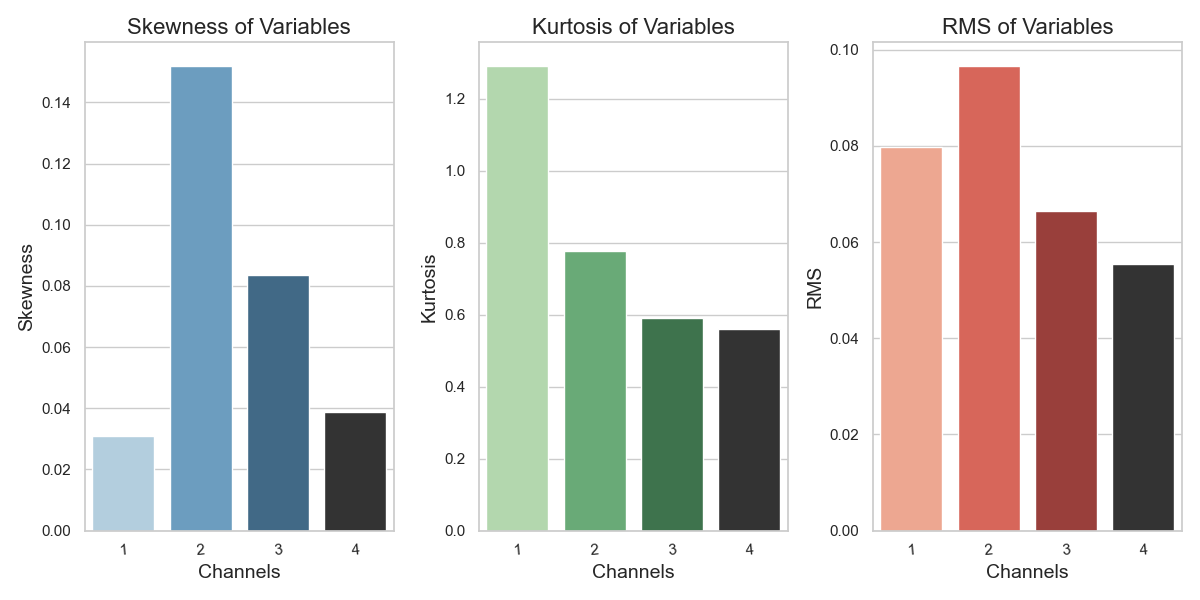 Skewness of Variables
0.14
0.12
0.10
0.08
0.06
0.04
0.02
0.00
Skewness
1 2 3 4
Channels
Kurtosis of Variables
1.2
1.0
0.8
0.6
0.4
0.2
0.0
Kurtosis
1 2 3 4
Channels
RMS of Variables
0.10
0.08
0.06
0.04
0.02
0.00
RMS
1 2 3 4
Channels